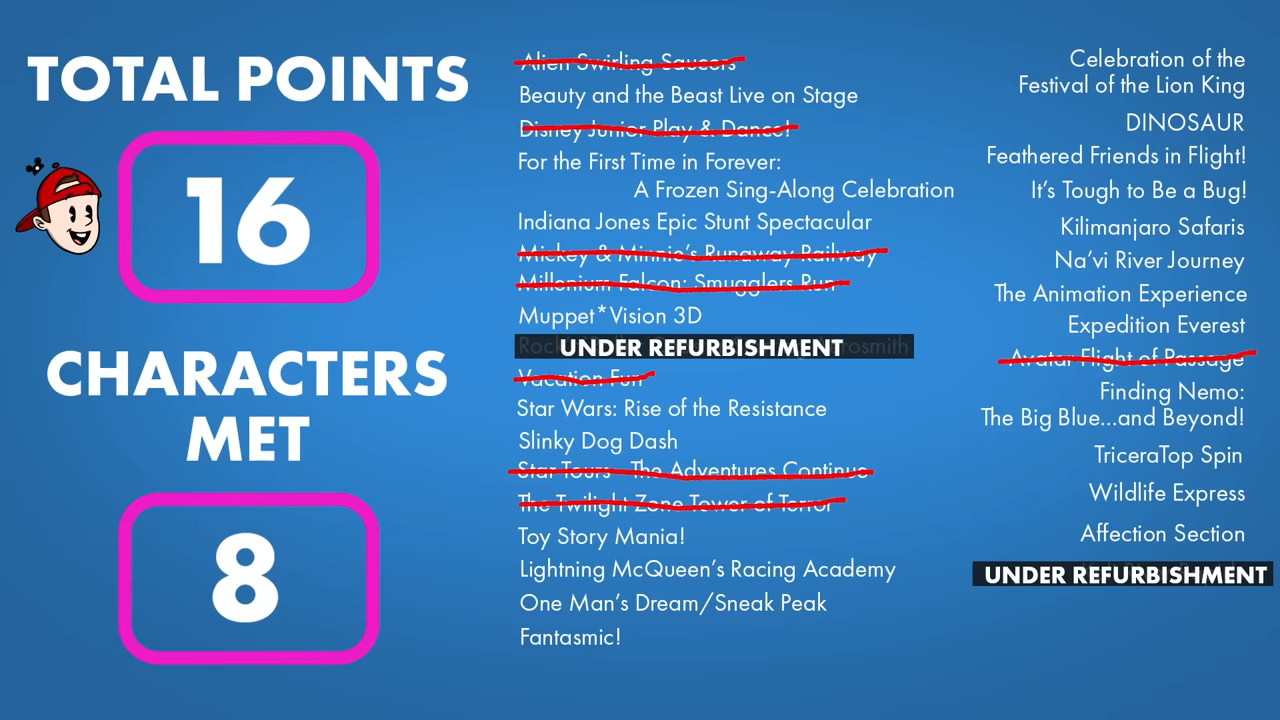 TOTAL POINTS
16
CHARACTERS
MET
8
Alien Swirling Saucers
Beauty and the Beast Live on Stage
Disney Junior Play & Dance!
For the First Time in Forever:
A Frozen Sing-Along Celebration
Indiana Jones Epic Stunt Spectacular
Mickey & Minnie's Runaway Railway
Millenium Falcon: Smugglers Run
Muppet*Vision 3D
UNDER REFURBISHMENT
Vacation Fun
Star Wars: Rise of the Resistance
Slinky Dog Dash
Star Tours - The Adventures Continue
The Twilight Zone Tower of Terror
Toy Story Mania!
Lightning McQueen's Racing Academy
One Man's Dream/Sneak Peak
Fantasmic!
Celebration of the
Festival of the Lion King
DINOSAUR
Feathered Friends in Flight!
It's Tough to Be a Bug!
Kilimanjaro Safaris
Na'vi River Journey
The Animation Experience
Expedition Everest
Avatar Flight of Passage
Finding Nemo:
The Big Blue...and Beyond!
TriceraTop Spin
Wildlife Express
Affection Section
UNDER REFURBISHMENT